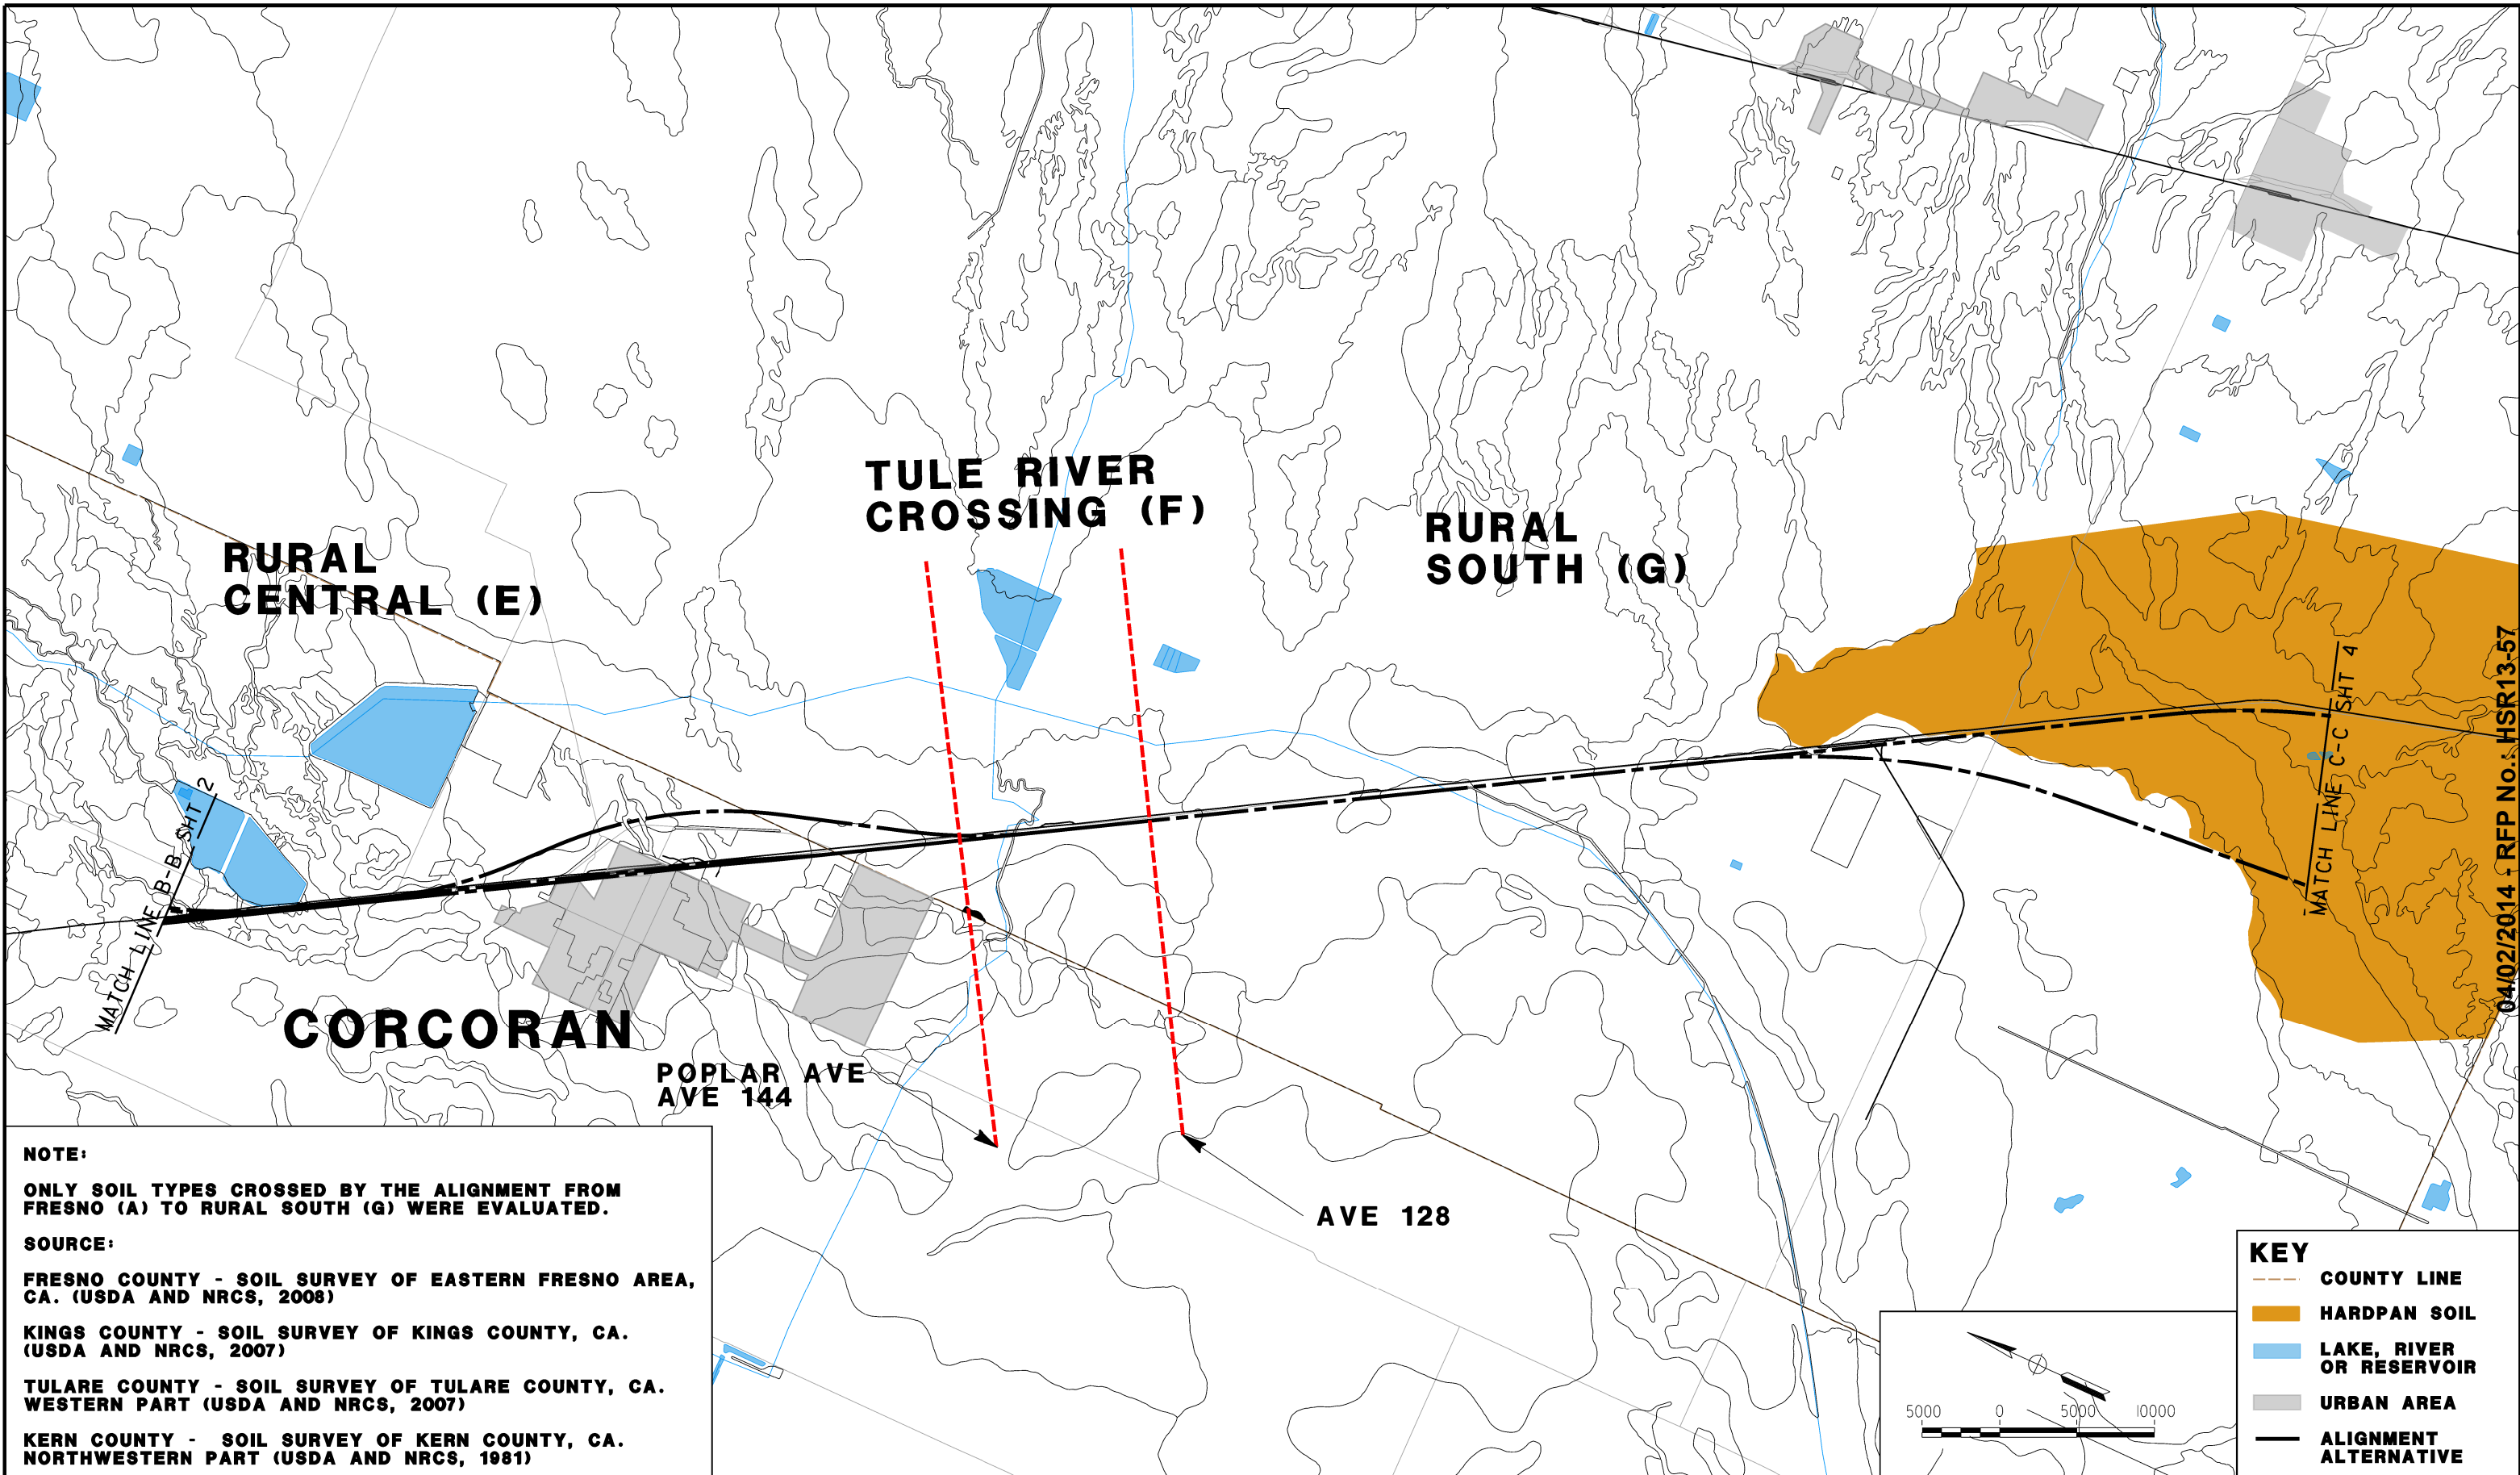 TULE RIVER
CROSSING (F)
RURAL
SOUTH (G)
RURAL
CENTRAL (E)
MATCH LINE B-B SHT 2
MATCH LINE C-C SHT 4
04/02/2014 - RFP No.: HSR13-57
CORCORAN
POPLAR AVE
AVE 144
AVE 128
NOTE:
ONLY SOIL TYPES CROSSED BY THE ALIGNMENT FROM
FRESNO (A) TO RURAL SOUTH (G) WERE EVALUATED.
SOURCE:
FRESNO COUNTY - SOIL SURVEY OF EASTERN FRESNO AREA,
CA. (USDA AND NRCS, 2008)
KINGS COUNTY - SOIL SURVEY OF KINGS COUNTY, CA.
(USDA AND NRCS, 2007)
TULARE COUNTY - SOIL SURVEY OF TULARE COUNTY, CA.
WESTERN PART (USDA AND NRCS, 2007)
KERN COUNTY - SOIL SURVEY OF KERN COUNTY, CA.
NORTHWESTERN PART (USDA AND NRCS, 1981)
5000 0 5000 10000
KEY
COUNTY LINE
HARDPAN SOIL
LAKE, RIVER
OR RESERVOIR
URBAN AREA
ALIGNMENT
ALTERNATIVE